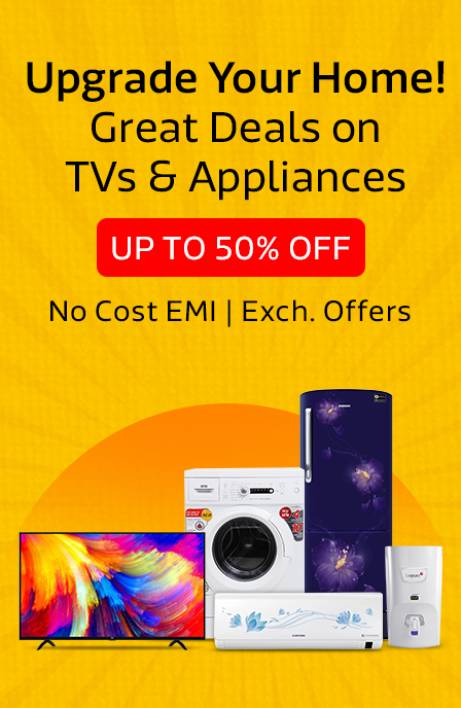 Upgrade Your Home!
Great Deals on
TVs & Appliances
UP TO 50% OFF
No Cost EMI | Exch. Offers